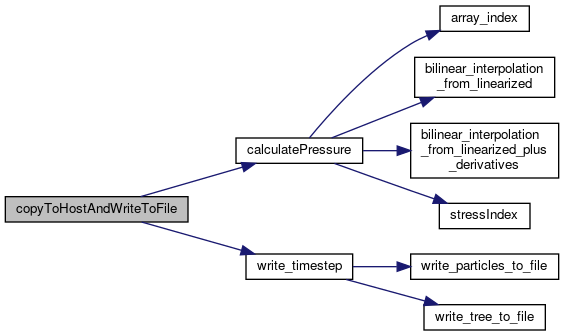 array_index
bilinear_interpolation
_from_linearized
calculatePressure
bilinear_interpolation
_from_linearized_plus
_derivatives
copyToHostAndWriteToFile
stressIndex
write_timestep
write_particles_to_file
write_tree_to_file